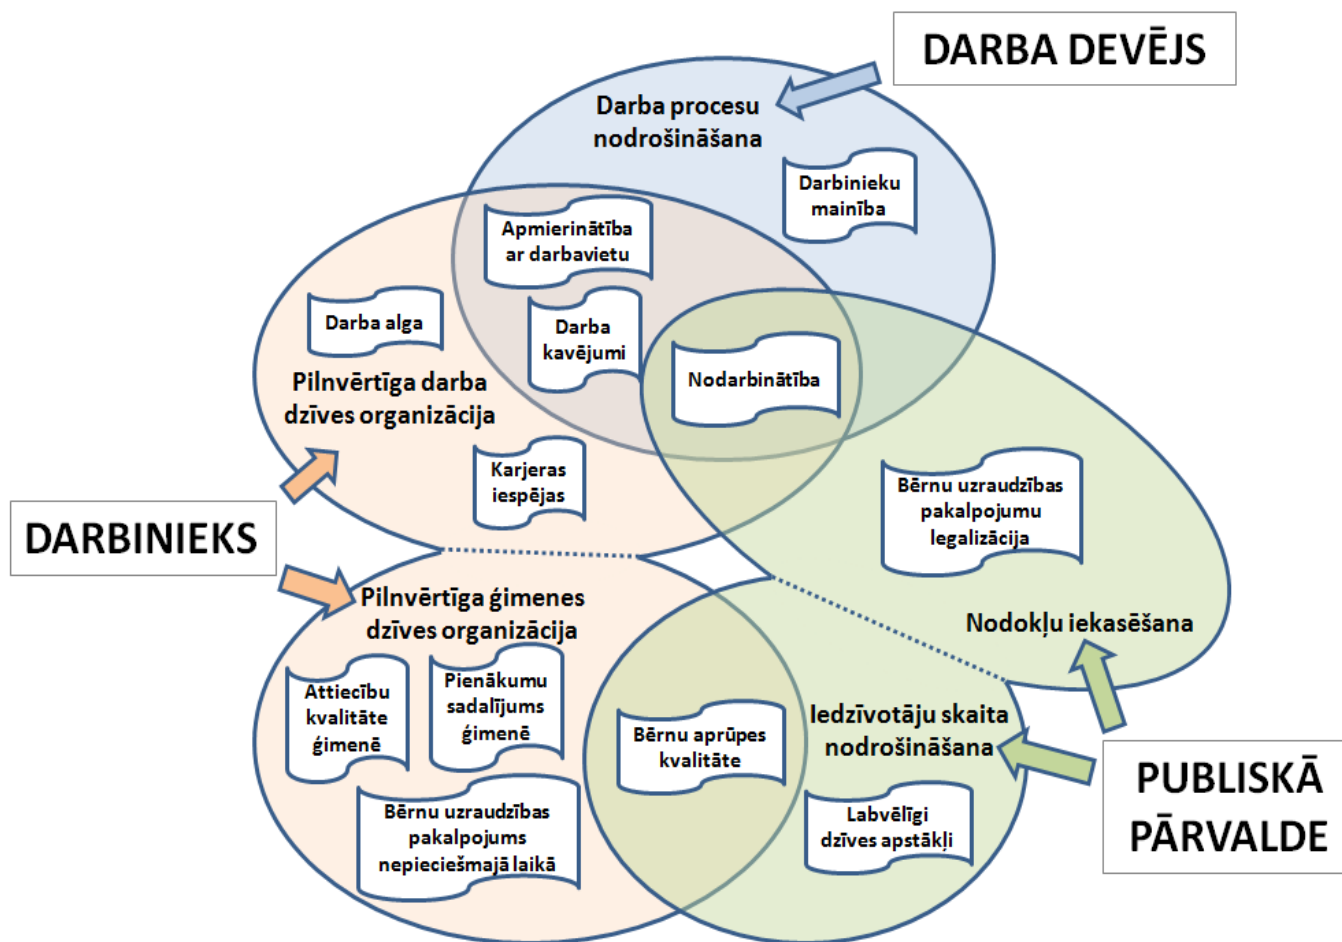 DARBA DEVĒJS
Darba procesu
nodrošināšana
Darbinieku
mainība
Apmierinātība
ar darbavietu
Darba alga
Darba
kavējumi
Nodarbinātība
Pilnvērtīga darba
dzīves organizācija
Karjeras
iespējas
Bērnu uzraudzības
pakalpojumu
legalizācija
DARBINIEKS
Pilnvērtīga ģimenes
dzīves organizācija
Nodokļu iekasēšana
Attiecību
kvalitāte
ģimenē
Pienākumu
sadalījums
ģimenē
Bērnu aprūpes
kvalitāte
Iedzīvotāju skaita
nodrošināšana
Bērnu uzraudzības
pakalpojums
nepieciešmajā laikā
Labvēlīgi
dzīves apstākļi
PUBLISKĀ
PĀRVALDE